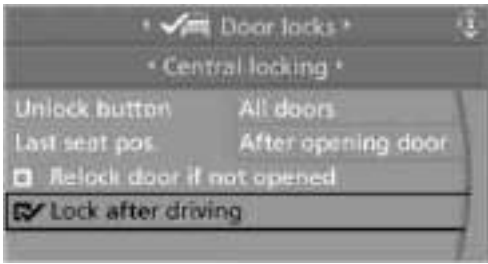 Door locks
Central locking
Unlock button All doors
Last seat pos. After opening door
Relock door if not opened
Lock after driving